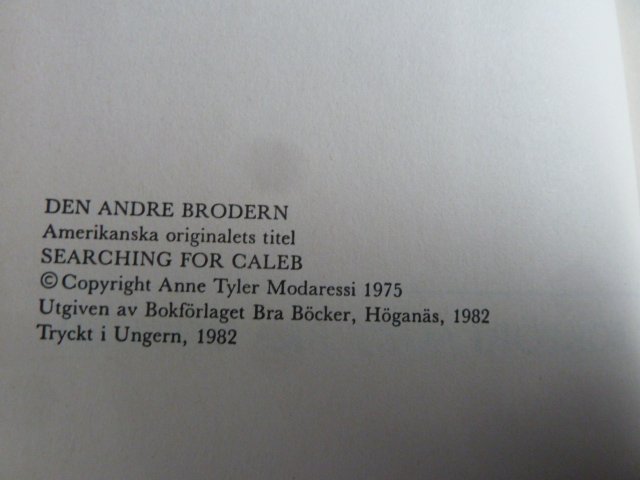 DEN ANDRE BRODERN
Amerikanska originalets titel
SEARCHING FOR CALEB
© Copyright Anne Tyler Modaressi 1975
Utgiven av Bokförlaget Bra Böcker, Höganäs, 1982
Tryckt i Ungern, 1982